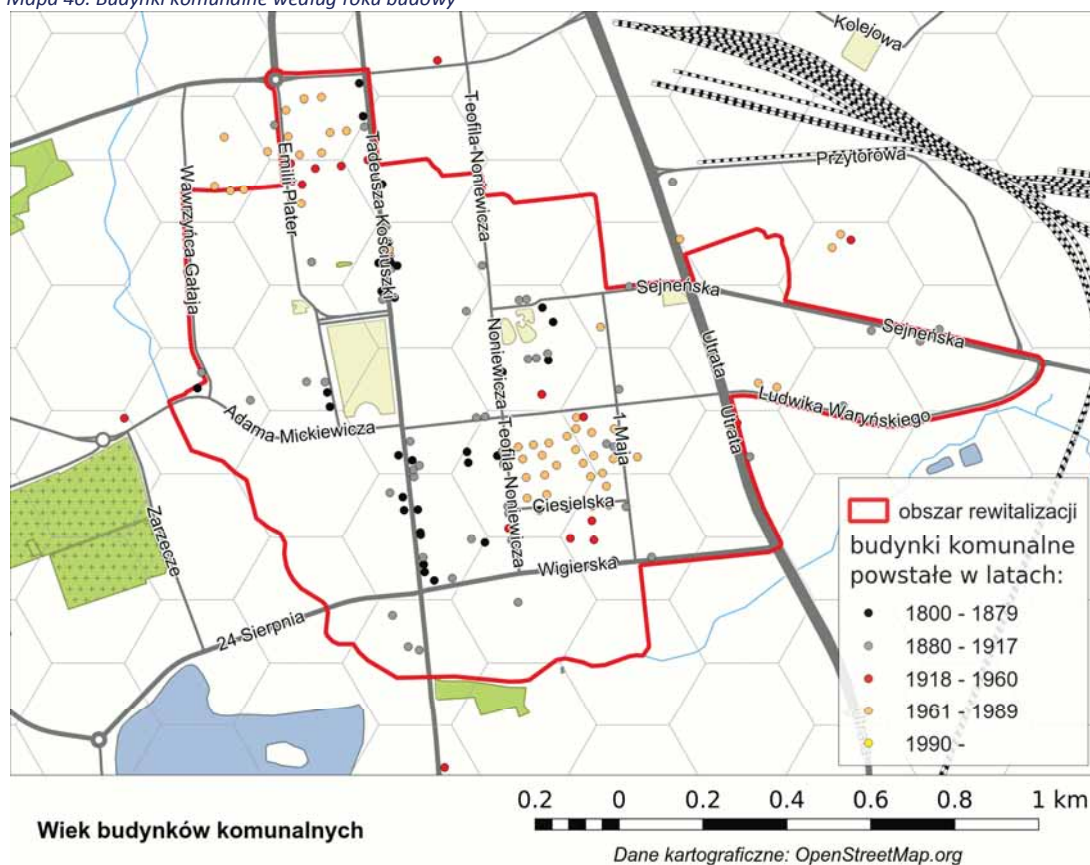 Mapa 40. Budynki komunalne według roku budowy
Kolejowa
Teofila-Noniewicza
Przytorowa
Wawrzyńca-Gałaja
Emilii-Plater
Tadeusza-Kościuszki
Sejneńska
Utrata
Sejneńska
Noniewicza-Teofila-Noniewicza
Ludwika-Waryńskiego
Adama-Mickiewicza
1-Maja
Utrata
Ciesielska
Zarzecze
Wigierska
24-Sierpnia
obszar rewitalizacji
budynki komunalne
powstałe w latach:
1800 - 1879
1880 - 1917
1918 - 1960
1961 - 1989
1990 -
0.2 0 0.2 0.4 0.6 0.8 1 km
Wiek budynków komunalnych
Dane kartograficzne: OpenStreetMap.org